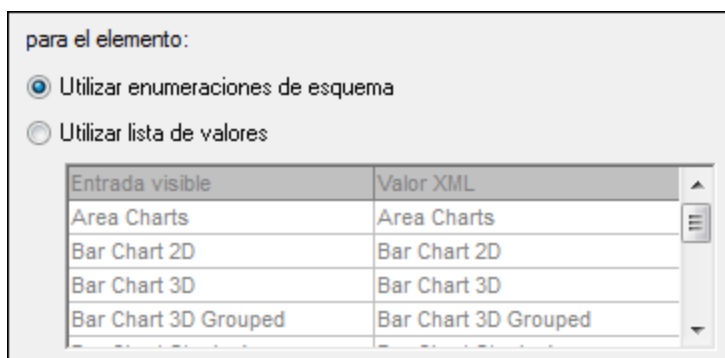 para el elemento:
Utilizar enumeraciones de esquema
Utilizar lista de valores
Entrada visible Valor XML
Area Charts Area Charts
Bar Chart 2D Bar Chart 2D
Bar Chart 3D Bar Chart 3D
Bar Chart 3D Grouped Bar Chart 3D Grouped